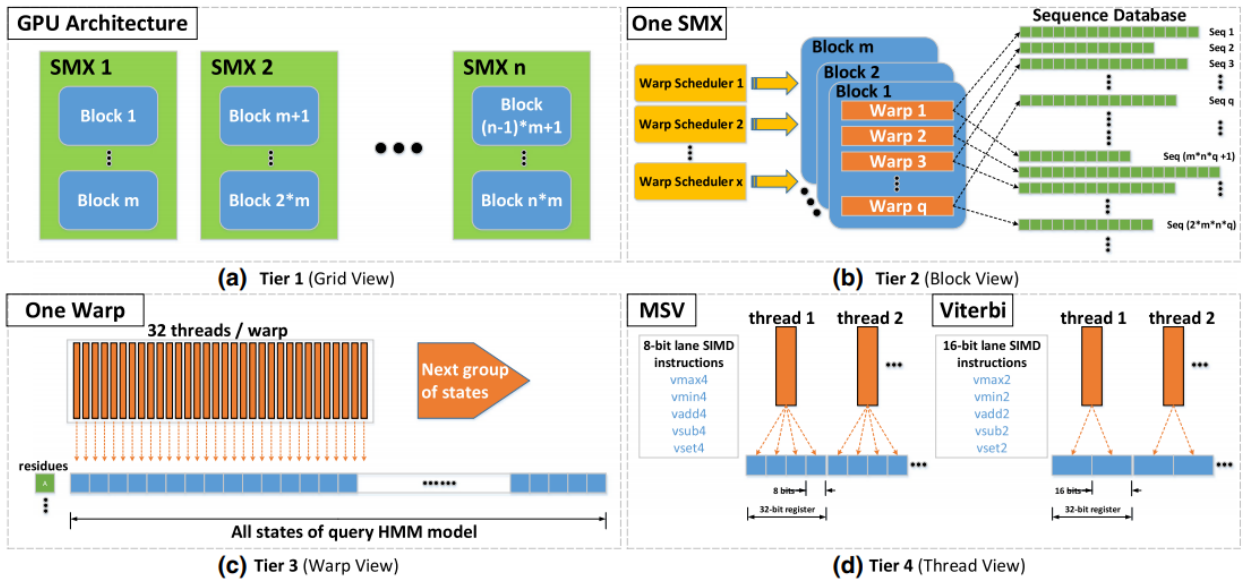 GPU Architecture
SMX 1
Block 1
Block m
SMX 2
Block m+1
Block 2*m
SMX n
Block
(n-1)*m+1
Block n*m
(a) Tier 1 (Grid View)
One SMX
Warp Scheduler 1
Warp Scheduler 2
Warp Scheduler x
Block m
Block 2
Block 1
Warp 1
Warp 2
Warp 3
Warp q
Sequence Database
Seq 1
Seq 2
Seq 3
Seq q
Seq (m*n*q +1)
Seq (2*m*n*q)
(b) Tier 2 (Block View)
One Warp
32 threads / warp
Next group
of states
residues
A
All states of query HMM model
(c) Tier 3 (Warp View)
MSV
8-bit lane SIMD
instructions
vmax4
vmin4
vadd4
vsub4
vset4
thread 1
thread 2
8 bits
32-bit register
Viterbi
16-bit lane SIMD
instructions
vmax2
vmin2
vadd2
vsub2
vset2
thread 1
thread 2
16 bits
32-bit register
(d) Tier 4 (Thread View)